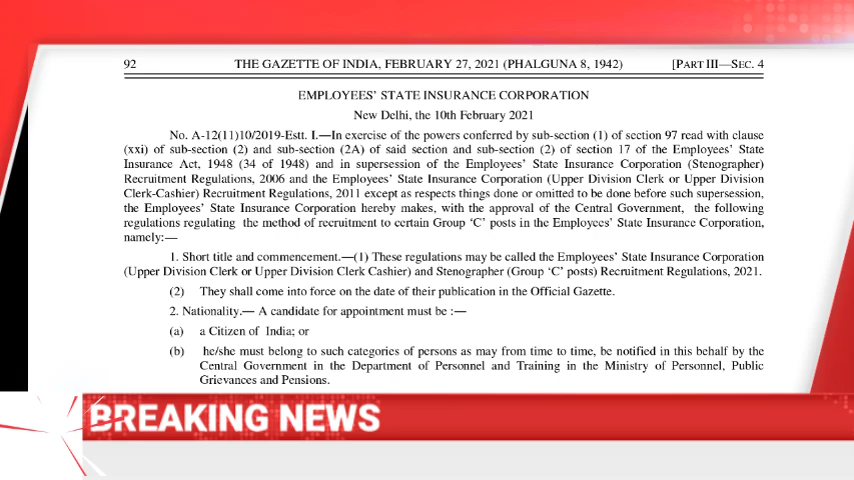 92 THE GAZETTE OF INDIA, FEBRUARY 27, 2021 (PHALGUNA 8, 1942) [PART III—SEC. 4
EMPLOYEES' STATE INSURANCE CORPORATION
New Delhi, the 10th February 2021
No. A-12(11)10/2019-Estt. I.—In exercise of the powers conferred by sub-section (1) of section 97 read with clause
(xxi) of sub-section (2) and sub-section (2A) of said section and sub-section (2) of section 17 of the Employees' State
Insurance Act, 1948 (34 of 1948) and in supersession of the Employees' State Insurance Corporation (Stenographer)
Recruitment Regulations, 2006 and the Employees' State Insurance Corporation (Upper Division Clerk or Upper Division
Clerk-Cashier) Recruitment Regulations, 2011 except as respects things done or omitted to be done before such supersession,
the Employees' State Insurance Corporation hereby makes, with the approval of the Central Government, the following
regulations regulating the method of recruitment to certain Group 'C' posts in the Employees' State Insurance Corporation,
namely:—
1. Short title and commencement.—(1) These regulations may be called the Employees' State Insurance Corporation
(Upper Division Clerk or Upper Division Clerk Cashier) and Stenographer (Group 'C' posts) Recruitment Regulations, 2021.
(2) They shall come into force on the date of their publication in the Official Gazette.
2. Nationality.— A candidate for appointment must be :—
(a) a Citizen of India; or
(b) he/she must belong to such categories of persons as may from time to time, be notified in this behalf by the
Central Government in the Department of Personnel and Training in the Ministry of Personnel, Public
Grievances and Pensions.
BREAKING NEWS